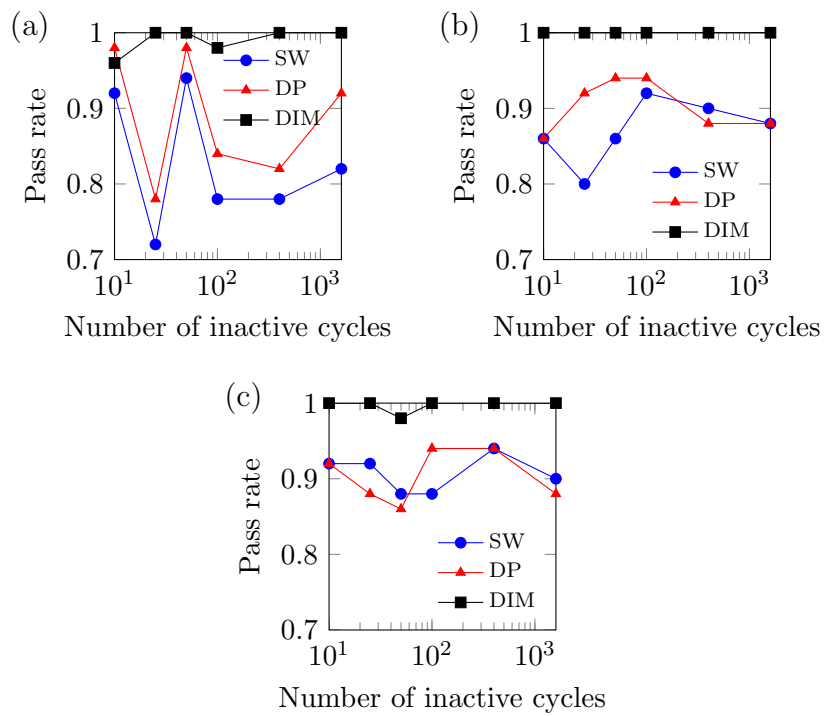 (a)
Pass rate
1
0.9
0.8
0.7
SW
DP
DIM
10^1
10^2
10^3
Number of inactive cycles
(b)
Pass rate
1
0.9
0.8
0.7
SW
DP
DIM
10^1
10^2
10^3
Number of inactive cycles
(c)
Pass rate
1
0.9
0.8
0.7
SW
DP
DIM
10^1
10^2
10^3
Number of inactive cycles